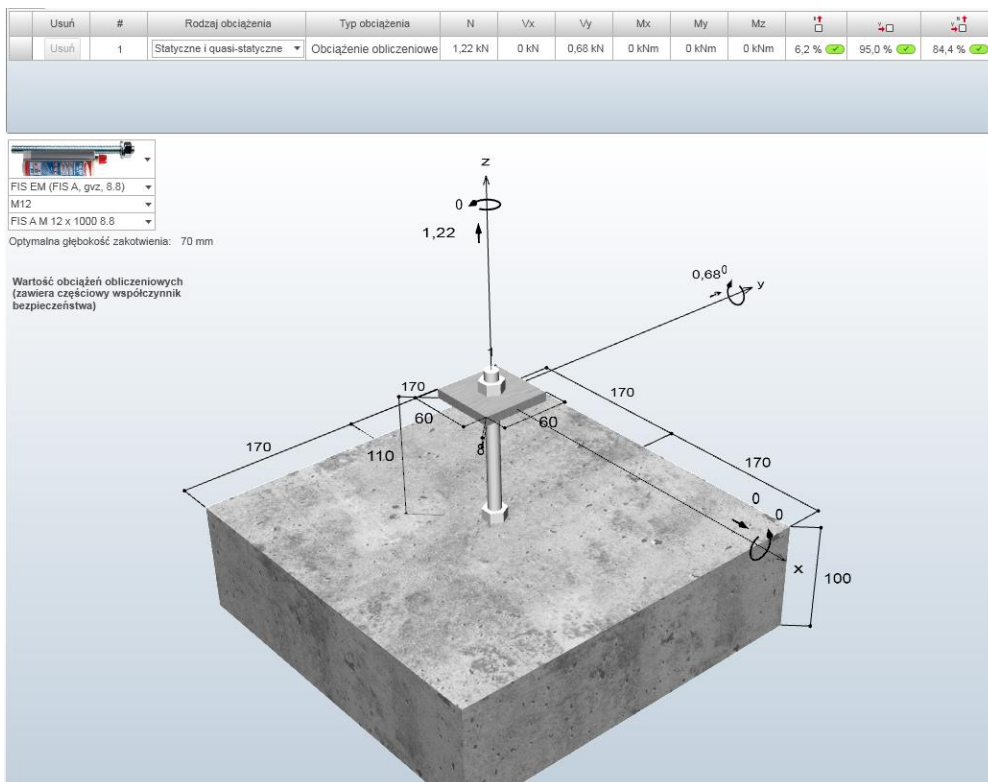 Usuń # Rodzaj obciążenia Typ obciążenia N Vx Vy Mx My Mz
Usuń 1 Statyczne i quasi-statyczne Obciążenie obliczeniowe 1,22 kN 0 kN 0,68 kN 0 kNm 0 kNm 0 kNm 6,2 % 95,0 % 84,4 %
FIS EM (FIS A, gvz, 8.8)
M12
FIS A M 12 x 1000 8.8
Optymalna głębokość zakotwienia: 70 mm
Wartość obciążeń obliczeniowych
(zawiera częściowy współczynnik
bezpieczeństwa)
z
0
1,22
0,68 0
y
1
170
170
60
60
170
110
8
170
0
0
x
100